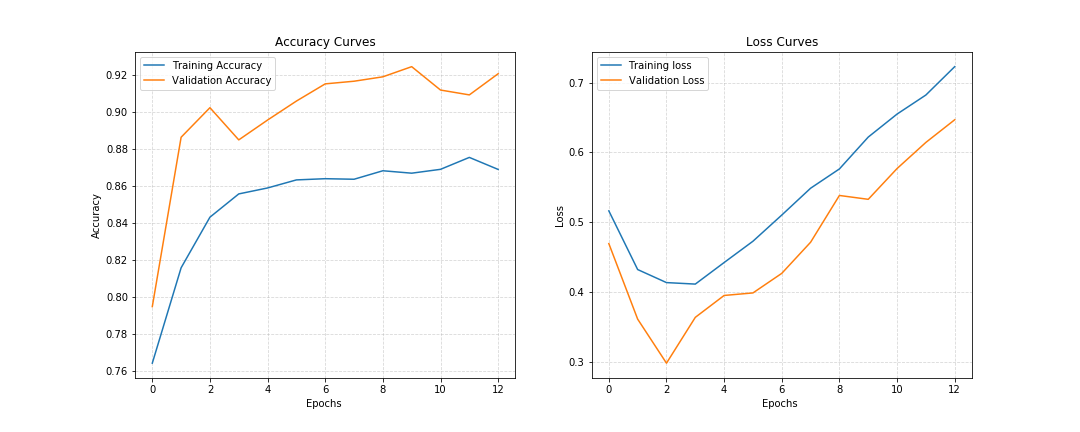 Accuracy Curves
Training Accuracy
Validation Accuracy
0.92
0.90
0.88
0.86
0.84
0.82
0.80
0.78
0.76
Accuracy
0 2 4 6 8 10 12
Epochs
Loss Curves
Training loss
Validation Loss
0.7
0.6
0.5
0.4
0.3
Loss
0 2 4 6 8 10 12
Epochs